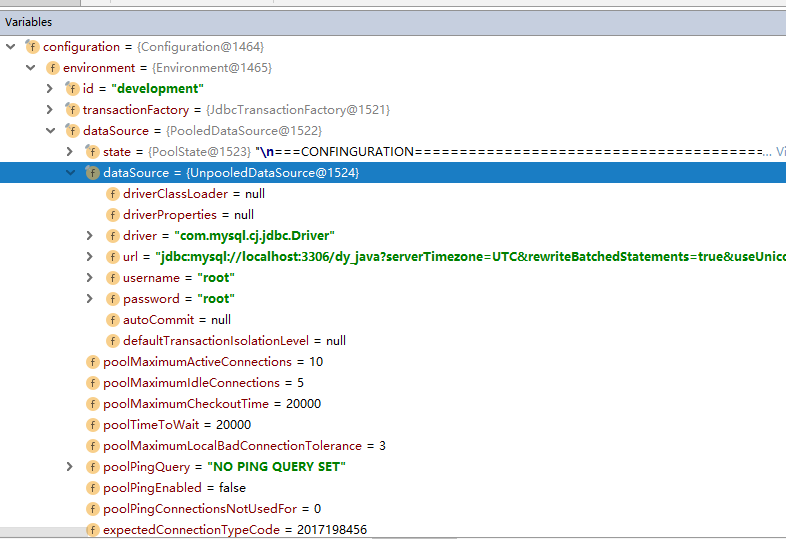 Variables
configuration = {Configuration@1464}
environment = {Environment@1465}
id = "development"
transactionFactory = {JdbcTransactionFactory@1521}
dataSource = {PooledDataSource@1522}
state = {PoolState@1523} "\n===CONFINGURATION==============================================... Vi
dataSource = {UnpooledDataSource@1524}
driverClassLoader = null
driverProperties = null
driver = "com.mysql.cj.jdbc.Driver"
url = "jdbc:mysql://localhost:3306/dy_java?serverTimezone=UTC&rewriteBatchedStatements=true&useUnico
username = "root"
password = "root"
autoCommit = null
defaultTransactionIsolationLevel = null
poolMaximumActiveConnections = 10
poolMaximumIdleConnections = 5
poolMaximumCheckoutTime = 20000
poolTimeToWait = 20000
poolMaximumLocalBadConnectionTolerance = 3
poolPingQuery = "NO PING QUERY SET"
poolPingEnabled = false
poolPingConnectionsNotUsedFor = 0
expectedConnectionTypeCode = 2017198456